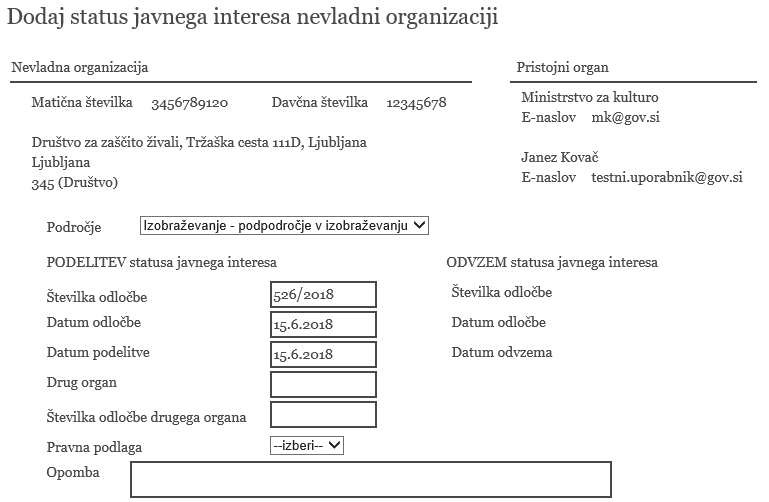 Dodaj status javnega interesa nevladni organizaciji
Nevladna organizacija
Matična številka 3456789120 Davčna številka 12345678
Društvo za zaščito živali, Tržaška cesta 111D, Ljubljana
Ljubljana
345 (Društvo)
Pristojni organ
Ministrstvo za kulturo
E-naslov mk@gov.si
Janez Kovač
E-naslov testni.uporabnik@gov.si
Področje Izobraževanje - podpodročje v izobraževanju
PODELITEV statusa javnega interesa
Številka odločbe 526/2018
Datum odločbe 15.6.2018
Datum podelitve 15.6.2018
Drug organ
Številka odločbe drugega organa
Pravna podlaga --izberi--
Opomba
ODVZEM statusa javnega interesa
Številka odločbe
Datum odločbe
Datum odvzema